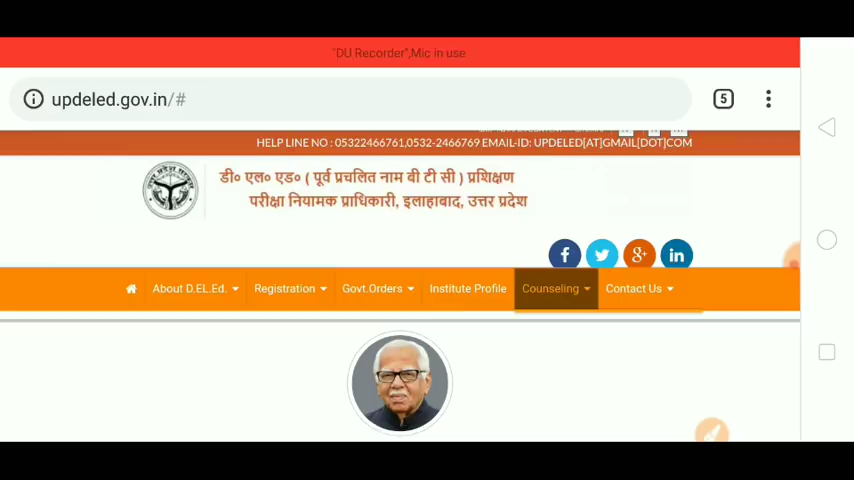 "DU Recorder",Mic in use
updeled.gov.in/#
5
HELP LINE NO : 05322466761,0532-2466769 EMAIL-ID: UPDELED[AT]GMAIL[DOT]COM
डी० एल० एड० ( पूर्व प्रचलित नाम बी टी सी ) प्रशिक्षण
परीक्षा नियामक प्राधिकारी, इलाहाबाद, उत्तर प्रदेश
About D.EL.Ed. Registration Govt.Orders Institute Profile Counseling Contact Us